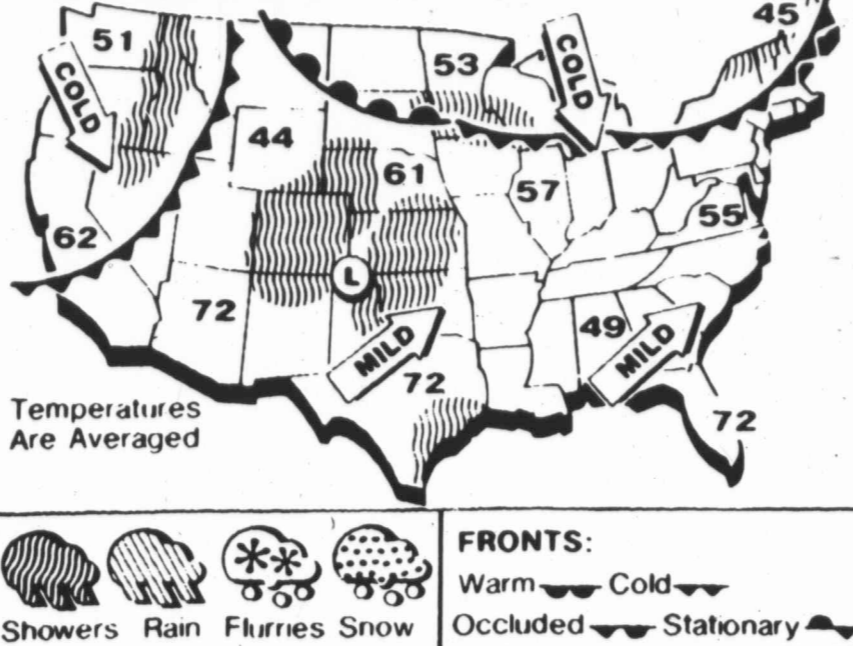 45
51
COLD
53
COLD
44
61
57
62
55
L
72
49
MILD
MILD
72
72
Temperatures
Are Averaged
FRONTS:
Warm Cold
Showers Rain Flurries Snow
Occluded Stationary